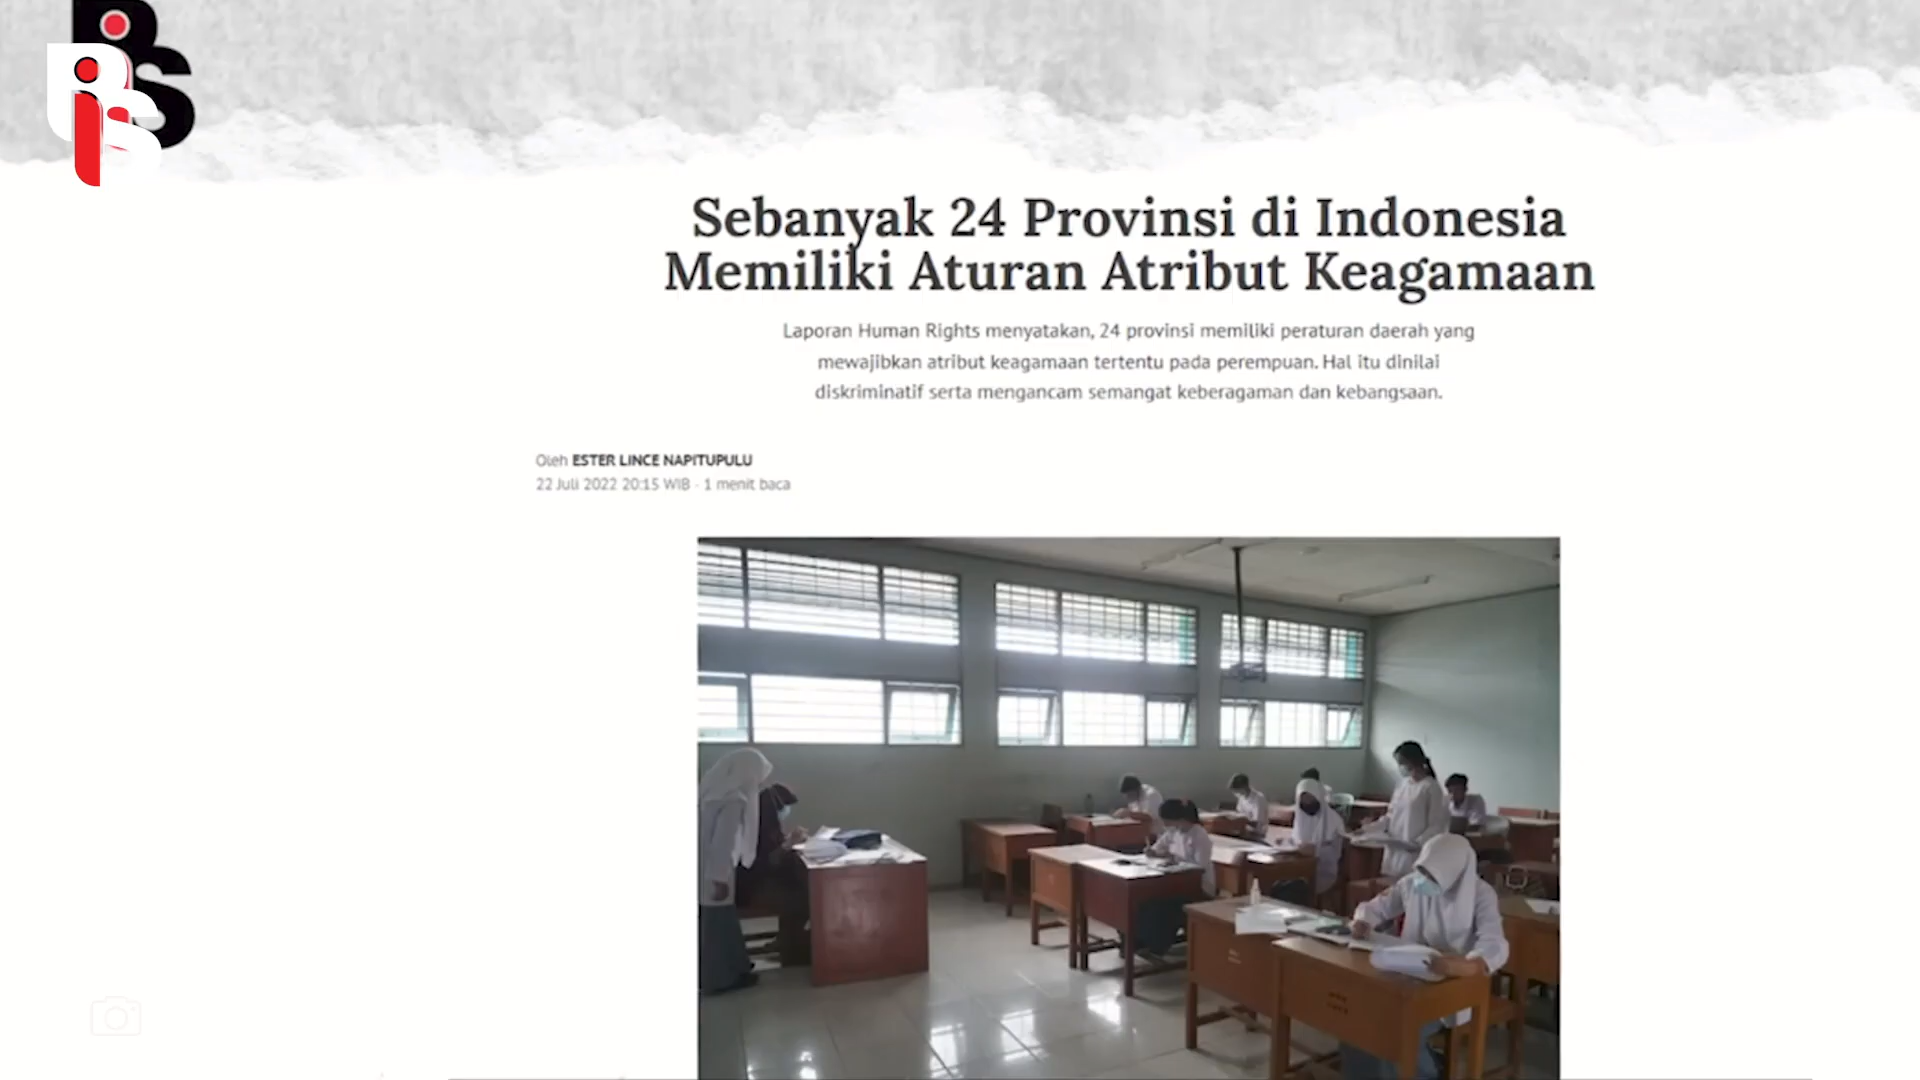 Bis
Sebanyak 24 Provinsi di Indonesia
Memiliki Aturan Atribut Keagamaan
Laporan Human Rights menyatakan, 24 provinsi memiliki peraturan daerah yang
mewajibkan atribut keagamaan tertentu pada perempuan. Hal itu dinilai
diskriminatif serta mengancam semangat keberagaman dan kebangsaan.
Oleh ESTER LINCE NAPITUPULU
22 Juli 2022 20:15 WIB · 1 menit baca